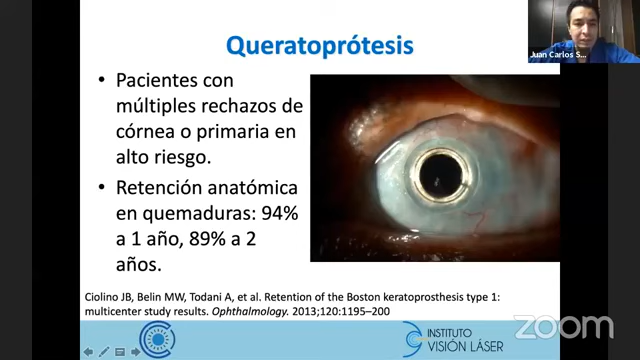 Queratoprótesis
Juan Carlos S...
• Pacientes con
múltiples rechazos de
córnea o primaria en
alto riesgo.
• Retención anatómica
en quemaduras: 94%
a 1 año, 89% a 2
años.
Ciolino JB, Belin MW, Todani A, et al. Retention of the Boston keratoprosthesis type 1:
multicenter study results. Ophthalmology. 2013;120:1195–200
INSTITUTO
VISIÓN LÁSER
zoom